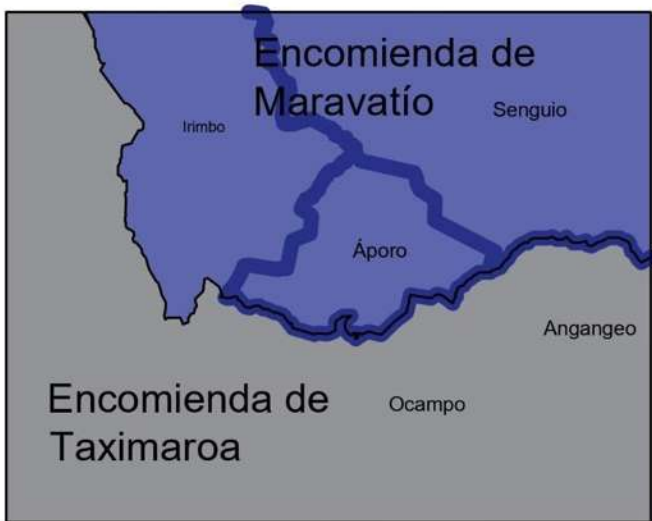 Encomienda de
Maravatío
Senguio
Irimbo
Áporo
Angangeo
Encomienda de
Taximaroa
Ocampo